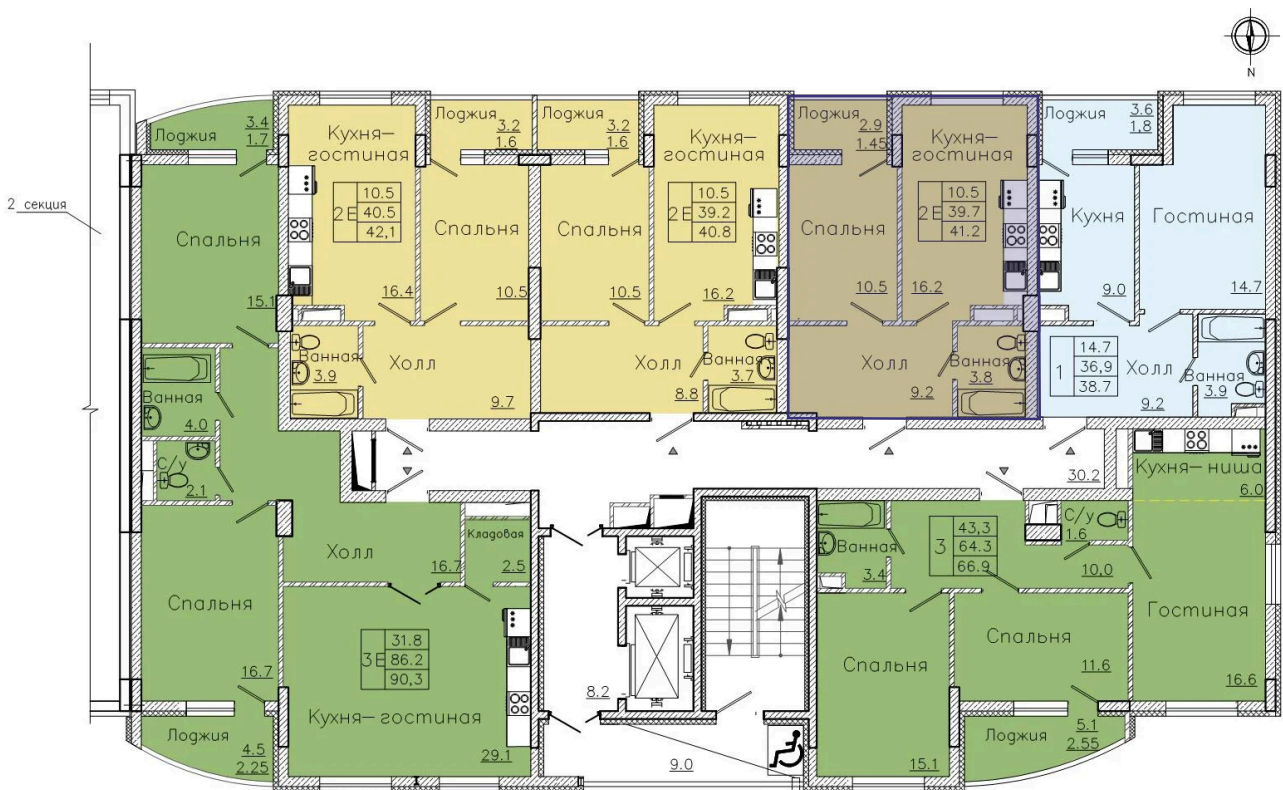 N
2 секция
Лоджия
3.4
1.7
Спальня
15.1
Ванная
4.0
С/у
2.1
Спальня
16.7
Лоджия
4.5
2.25
Холл
16.7
Кладовая
2.5
3Е
31.8
86.2
90,3
Кухня-гостиная
29.1
Кухня-
гостиная
2Е
10.5
40.5
42,1
16.4
Лоджия
3.2
1.6
Спальня
10.5
Ванная
3.9
Холл
9.7
Лоджия
3.2
1.6
Спальня
10.5
Кухня-
гостиная
2Е
10.5
39.2
40.8
16.2
Холл
8.8
Ванная
3.7
Лоджия
2.9
1.45
Спальня
10.5
Кухня-
гостиная
2Е
10.5
39.7
41.2
16.2
Холл
9.2
Ванная
3.8
Лоджия
3.6
1,8
Кухня
9.0
Гостиная
14.7
1
14.7
36,9
38.7
Холл
9.2
Ванная
3.9
30.2
8.2
9.0
Кухня-ниша
6.0
Гостиная
16.6
С/у
1.6
3
43,3
64.3
66.9
10,0
Ванная
3.4
Спальня
15.1
Спальня
11.6
Лоджия
5.1
2.55